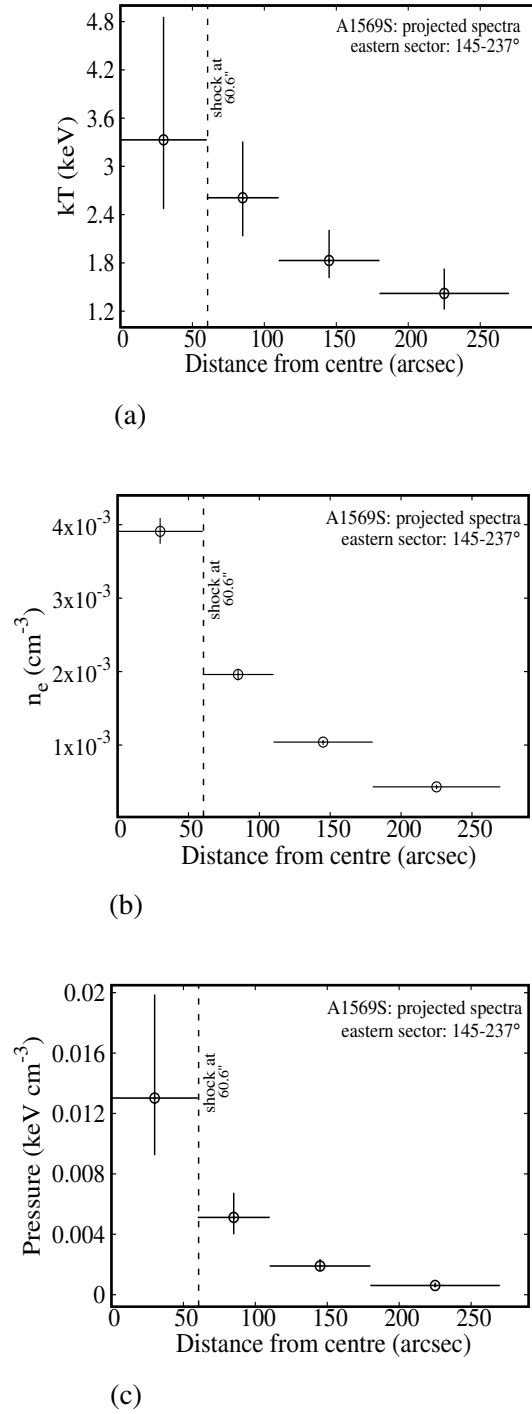 4.8
4.2
3.6
3
2.4
1.8
1.2
kT (keV)
A1569S: projected spectra
eastern sector: 145-237°
shock at
60.6"
0 50 100 150 200 250
Distance from centre (arcsec)
(a)
4x10⁻³
3x10⁻³
2x10⁻³
1x10⁻³
n_e (cm⁻³)
A1569S: projected spectra
eastern sector: 145-237°
shock at
60.6"
0 50 100 150 200 250
Distance from centre (arcsec)
(b)
0.02
0.016
0.012
0.008
0.004
0
Pressure (keV cm⁻³)
A1569S: projected spectra
eastern sector: 145-237°
shock at
60.6"
0 50 100 150 200 250
Distance from centre (arcsec)
(c)